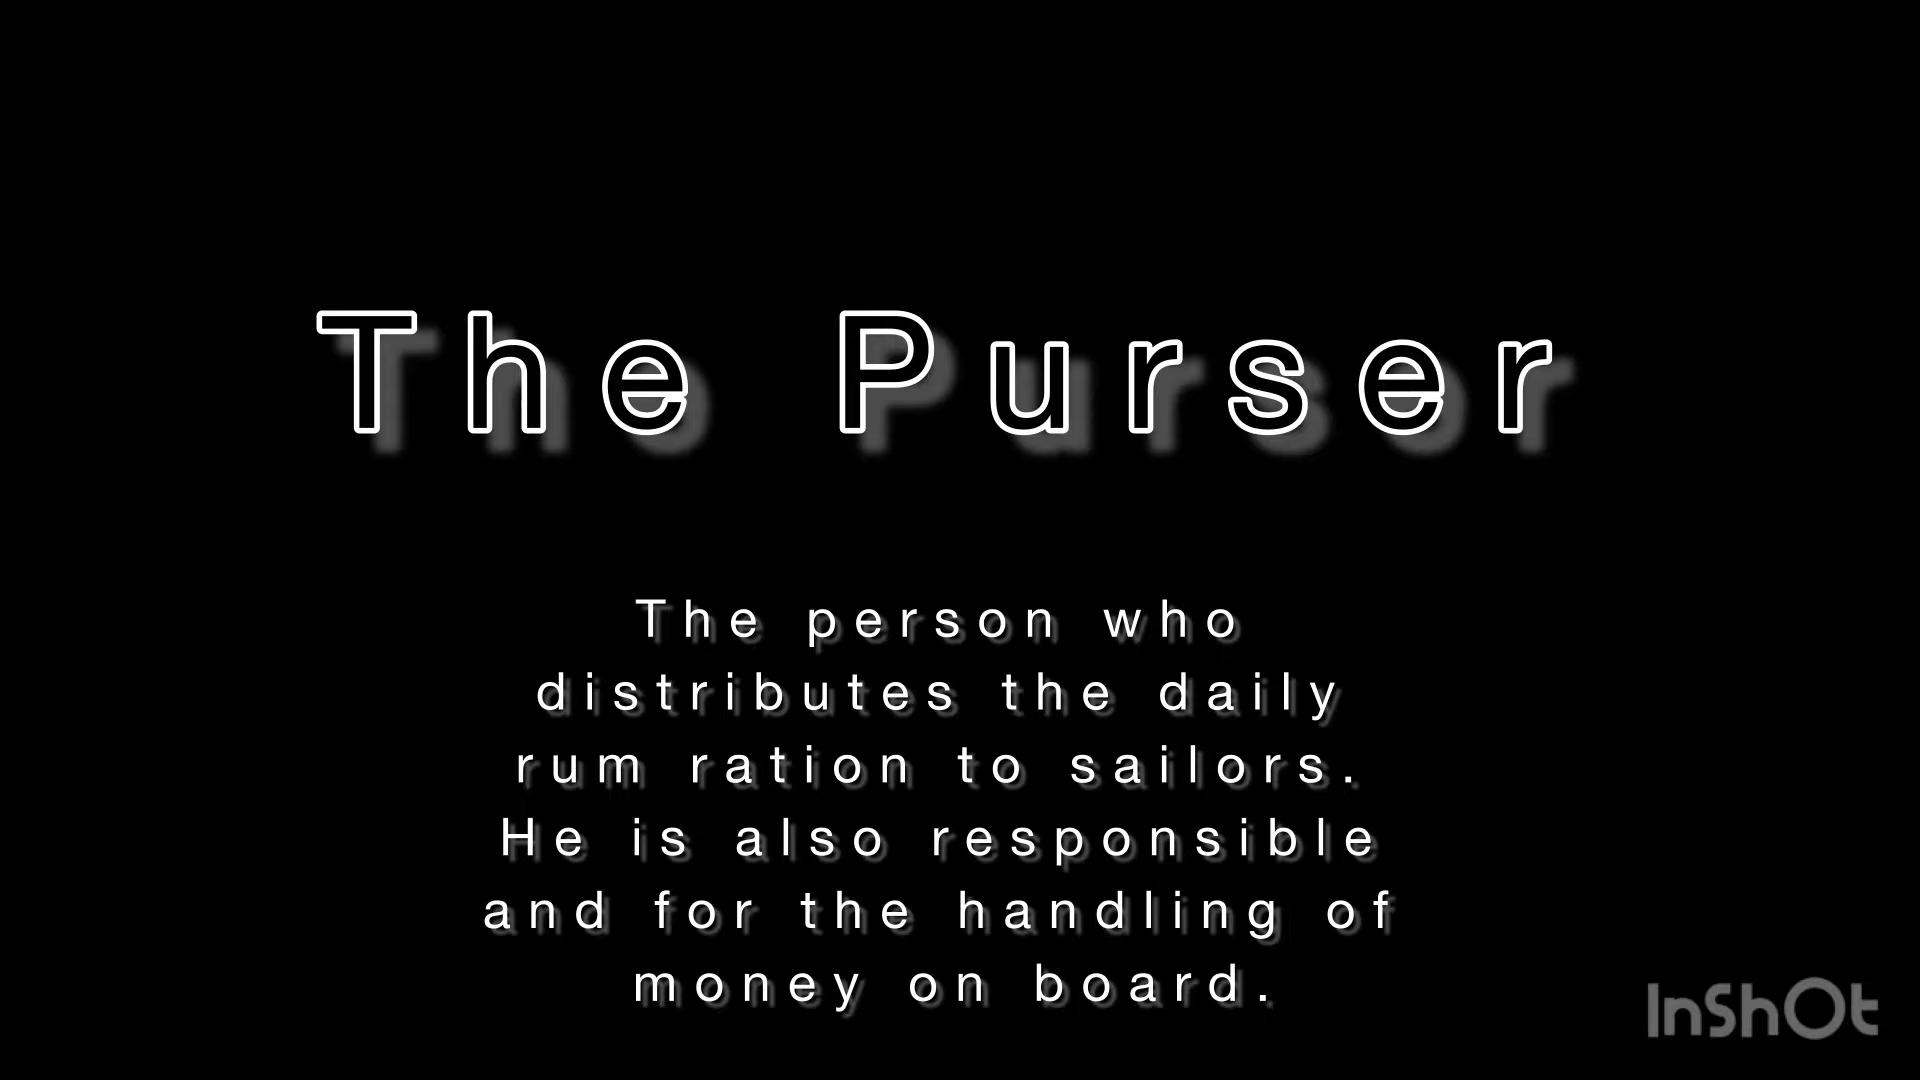 The Purser
The person who
distributes the daily
rum ration to sailors.
He is also responsible
and for the handling of
money on board.
InShOt